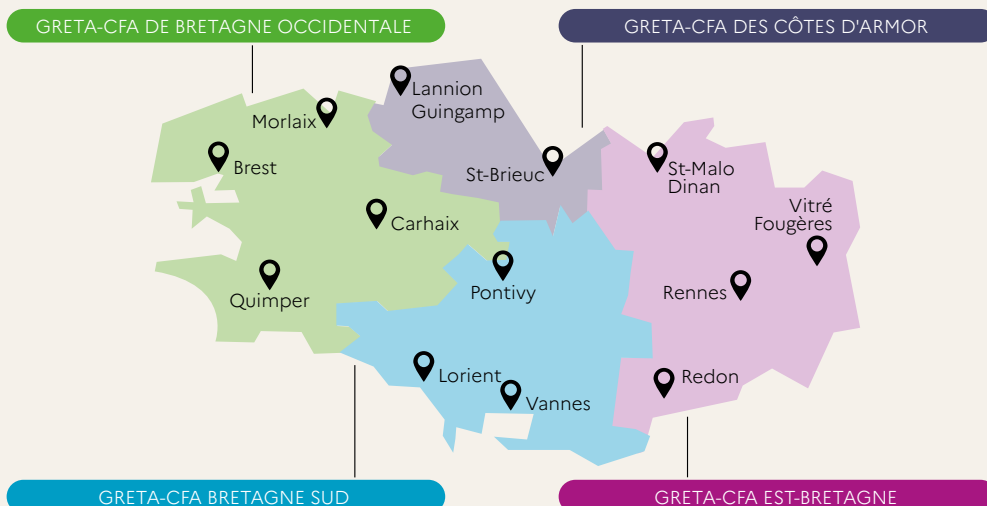 GRETA-CFA DE BRETAGNE OCCIDENTALE
GRETA-CFA DES CÔTES D'ARMOR
Lannion
Guingamp
Morlaix
Brest
St-Brieuc
St-Malo
Dinan
Vitré
Fougères
Carhaix
Quimper
Pontivy
Rennes
Lorient
Redon
Vannes
GRETA-CFA BRETAGNE SUD
GRETA-CFA EST-BRETAGNE